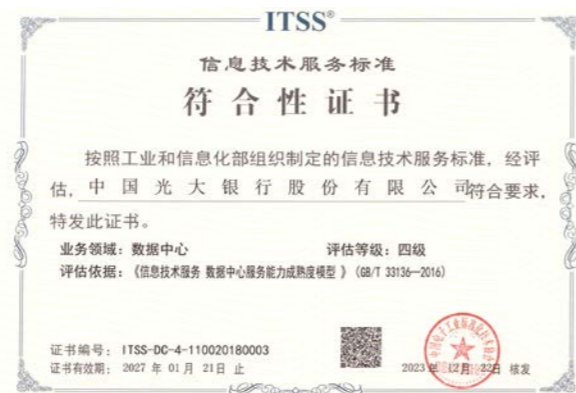 ITSS®
信息技术服务标准
符合性证书
按照工业和信息化部组织制定的信息技术服务标准，经评
估，中国光大银行股份有限公司符合要求，
特发此证书。
业务领域：数据中心 评估等级：四级
评估依据：《信息技术服务 数据中心服务能力成熟度模型 》（GB/T 33136—2016）
证书编号：ITSS-DC-4-110020180003
证书有效期：2027 年 01 月 21日 止 2023 年 12月 22日 核发